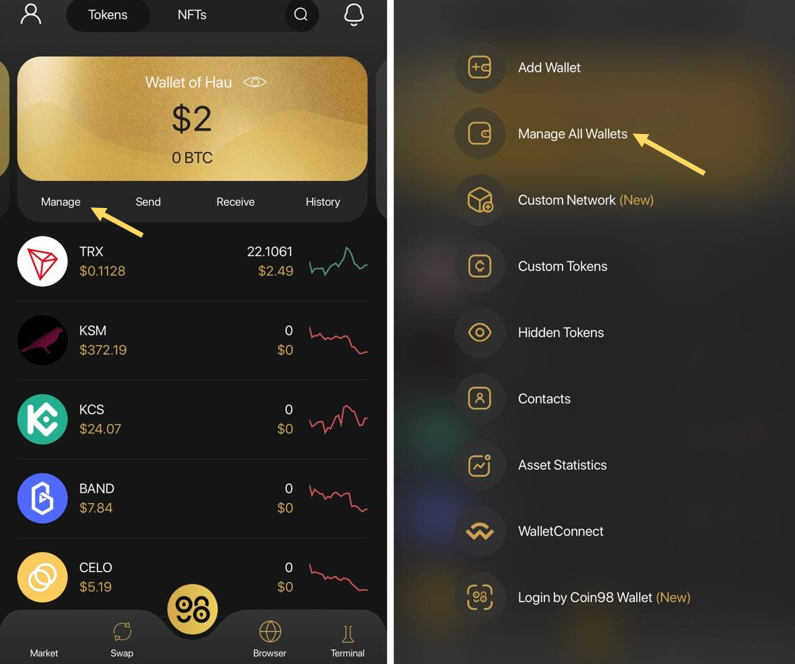 Tokens NFTs
Wallet of Hau
$2
0 BTC
Manage Send Receive History
TRX 22.1061
$0.1128 $2.49
KSM 0
$372.19 $0
KCS 0
$24.07 $0
BAND 0
$7.84 $0
CELO 0
$5.19 $0
Market Swap Browser Terminal
Add Wallet
Manage All Wallets
Custom Network (New)
Custom Tokens
Hidden Tokens
Contacts
Asset Statistics
WalletConnect
Login by Coin98 Wallet (New)